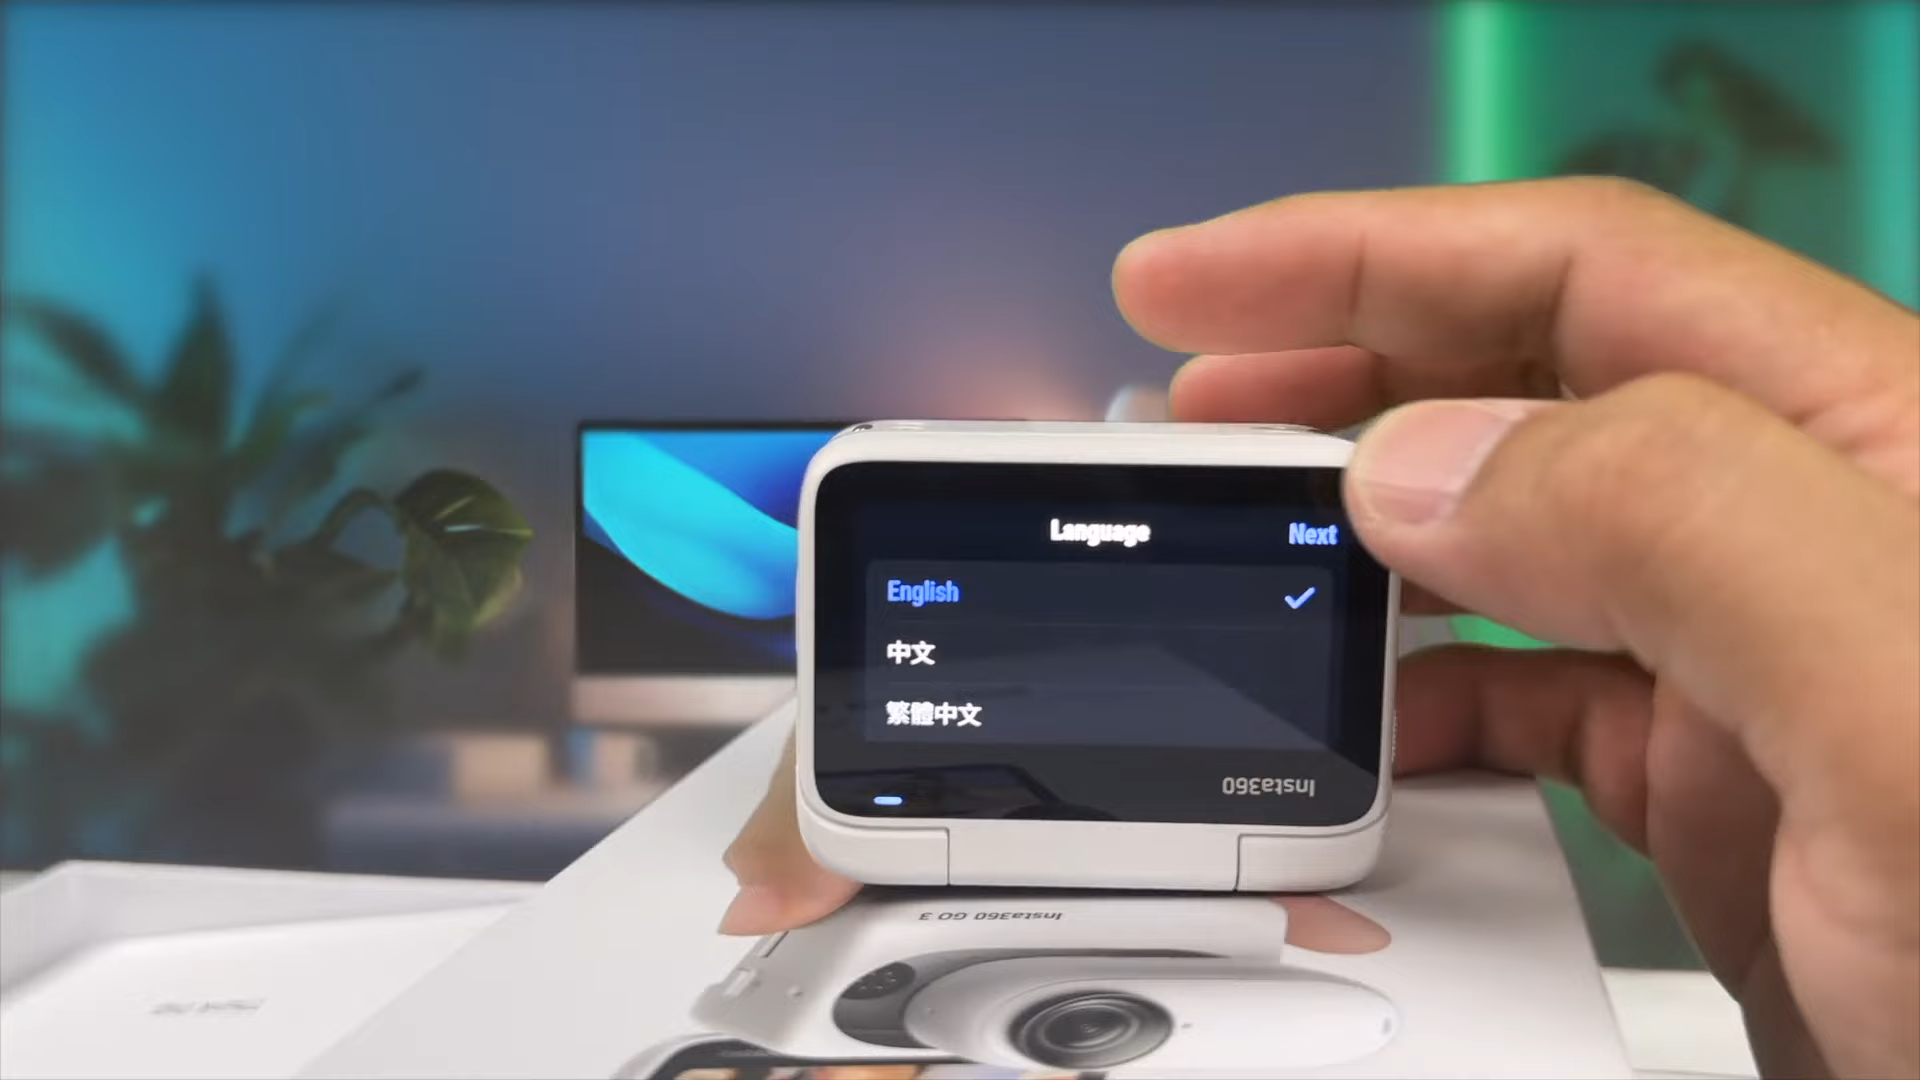 Language
Next
English
中文
繁體中文
Insta360
Insta360 GO 3